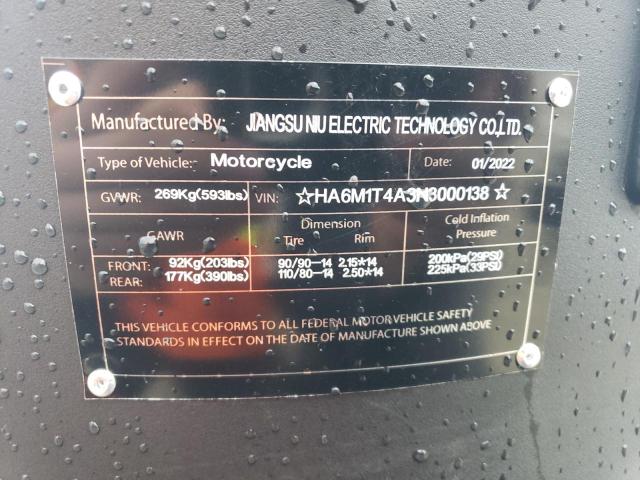 Manufactured By: JIANGSU NIU ELECTRIC TECHNOLOGY CO.,LTD.
Type of Vehicle: Motorcycle Date: 01/2022
GVWR: 269Kg(593lbs) VIN: ☆HA6M1T4A3N3000138☆
GAWR Dimension Cold Inflation
Tire Rim Pressure
FRONT: 92Kg(203lbs) 90/90-14 2.15*14 200kPa(29PSI)
REAR: 177Kg(390lbs) 110/80-14 2.50*14 225kPa(33PSI)
THIS VEHICLE CONFORMS TO ALL FEDERAL MOTOR VEHICLE SAFETY
STANDARDS IN EFFECT ON THE DATE OF MANUFACTURE SHOWN ABOVE